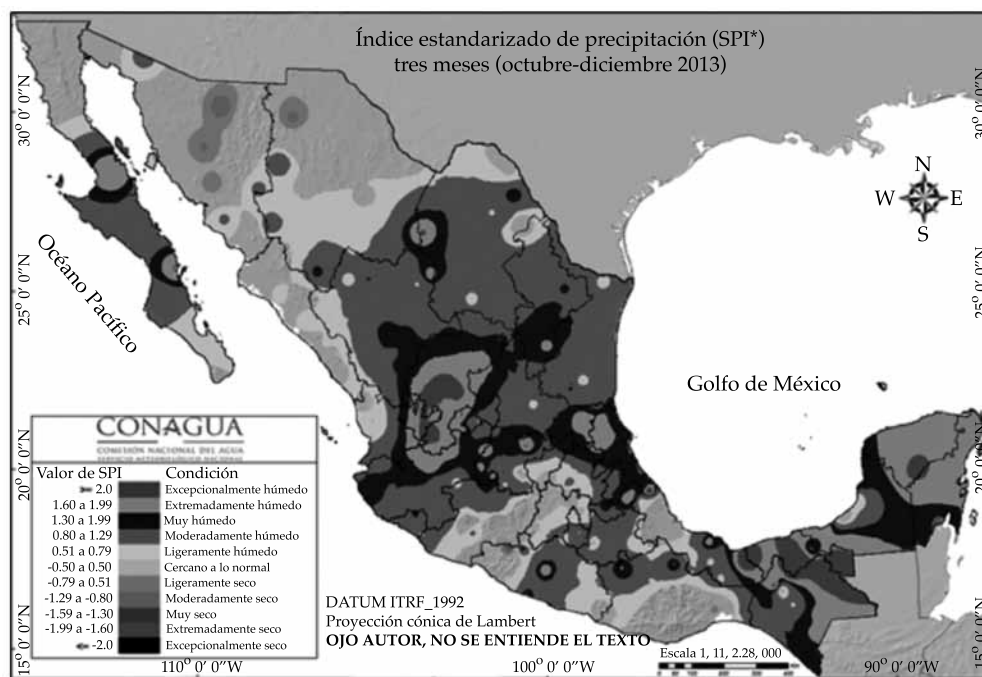 Índice estandarizado de precipitación (SPI*)
tres meses (octubre-diciembre 2013)
30° 0' 0"N
30° 0' 0"N
N
W E
S
Océano Pacífico
25° 0' 0"N
25° 0' 0"N
Golfo de México
CONAGUA
COMISIÓN NACIONAL DEL AGUA
SERVICIO METEOROLÓGICO NACIONAL
20° 0' 0"N
20° 0' 0"N
Valor de SPI Condición
2.0 Excepcionalmente húmedo
1.60 a 1.99 Extremadamente húmedo
1.30 a 1.99 Muy húmedo
0.80 a 1.29 Moderadamente húmedo
0.51 a 0.79 Ligeramente húmedo
-0.50 a 0.50 Cercano a lo normal
-0.79 a 0.51 Ligeramente seco
-1.29 a -0.80 Moderadamente seco
-1.59 a -1.30 Muy seco
-1.99 a -1.60 Extremadamente seco
-2.0 Excepcionalmente seco
DATUM ITRF_1992
Proyección cónica de Lambert
OJO AUTOR, NO SE ENTIENDE EL TEXTO
Escala 1, 11, 2.28, 000
15° 0' 0"N
15° 0' 0"N
110° 0' 0"W
100° 0' 0"W
90° 0' 0"W